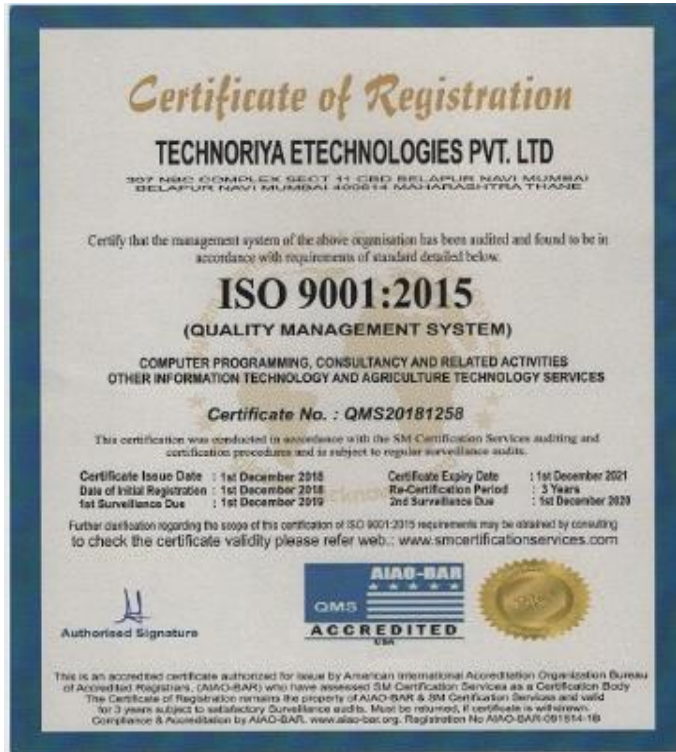 Certificate of Registration
TECHNORIYA ETECHNOLOGIES PVT. LTD
307 NBC COMPLEX SECT 11 CBD BELAPUR NAVI MUMBAI
BELAPUR NAVI MUMBAI 400614 MAHARASHTRA THANE
Certify that the management system of the above organisation has been audited and found to be in
accordance with requirements of standard detailed below.
ISO 9001:2015
(QUALITY MANAGEMENT SYSTEM)
COMPUTER PROGRAMMING, CONSULTANCY AND RELATED ACTIVITIES
OTHER INFORMATION TECHNOLOGY AND AGRICULTURE TECHNOLOGY SERVICES
Certificate No. : QMS20181258
This certification was conducted in accordance with the SM Certification Services auditing and
certification procedures and is subject to regular surveillance audits.
Certificate Issue Date : 1st December 2018 Certificate Expiry Date : 1st December 2021
Date of Initial Registration : 1st December 2018 Re-Certification Period : 3 Years
1st Surveillance Due : 1st December 2019 2nd Surveillance Due : 1st December 2020
Further clarification regarding the scope of this certification of ISO 9001:2015 requirements may be obtained by consulting
to check the certificate validity please refer web.: www.smcertificationservices.com
AIAO-BAR
QMS
ACCREDITED
USA
Authorised Signature
This is an accredited certificate authorized for issue by American International Accreditation Organization Bureau
of Accredited Registrars, (AIAO-BAR) who have assessed SM Certification Services as a Certification Body
The Certificate of Registration remains the property of AIAO-BAR & SM Certification Services and valid
for 3 years subject to satisfactory Surveillance audits. Must be returned, if certificate is withdrawn.
Compliance & Accreditation by AIAO-BAR. www.aiao-bar.org. Registration No AIAO-BAR-091814-18